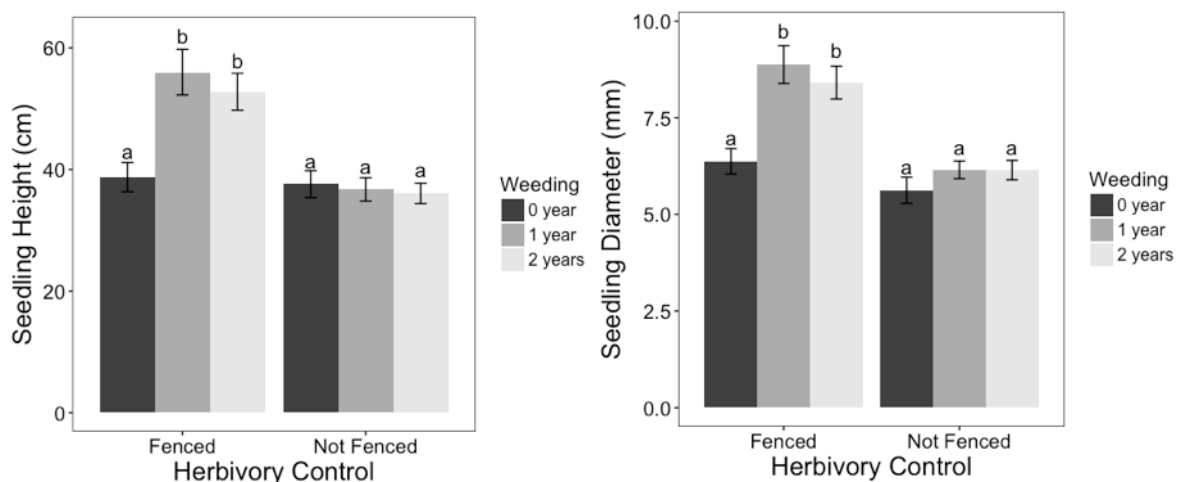 60
40
20
0
Seedling Height (cm)
a
b
b
a
a
a
Fenced
Not Fenced
Herbivory Control
Weeding
0 year
1 year
2 years
10.0
7.5
5.0
2.5
0.0
Seedling Diameter (mm)
a
b
b
a
a
a
Fenced
Not Fenced
Herbivory Control
Weeding
0 year
1 year
2 years